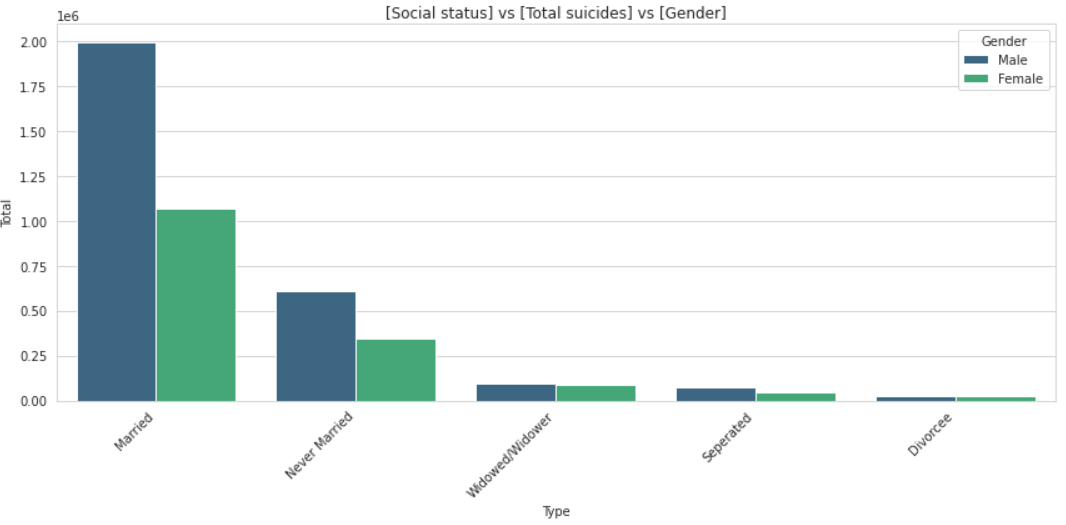 [Social status] vs [Total suicides] vs [Gender]
1e6
Gender
Male
Female
2.00
1.75
1.50
1.25
1.00
0.75
0.50
0.25
0.00
Total
Married
Never Married
Widowed/Widower
Seperated
Divorcee
Type